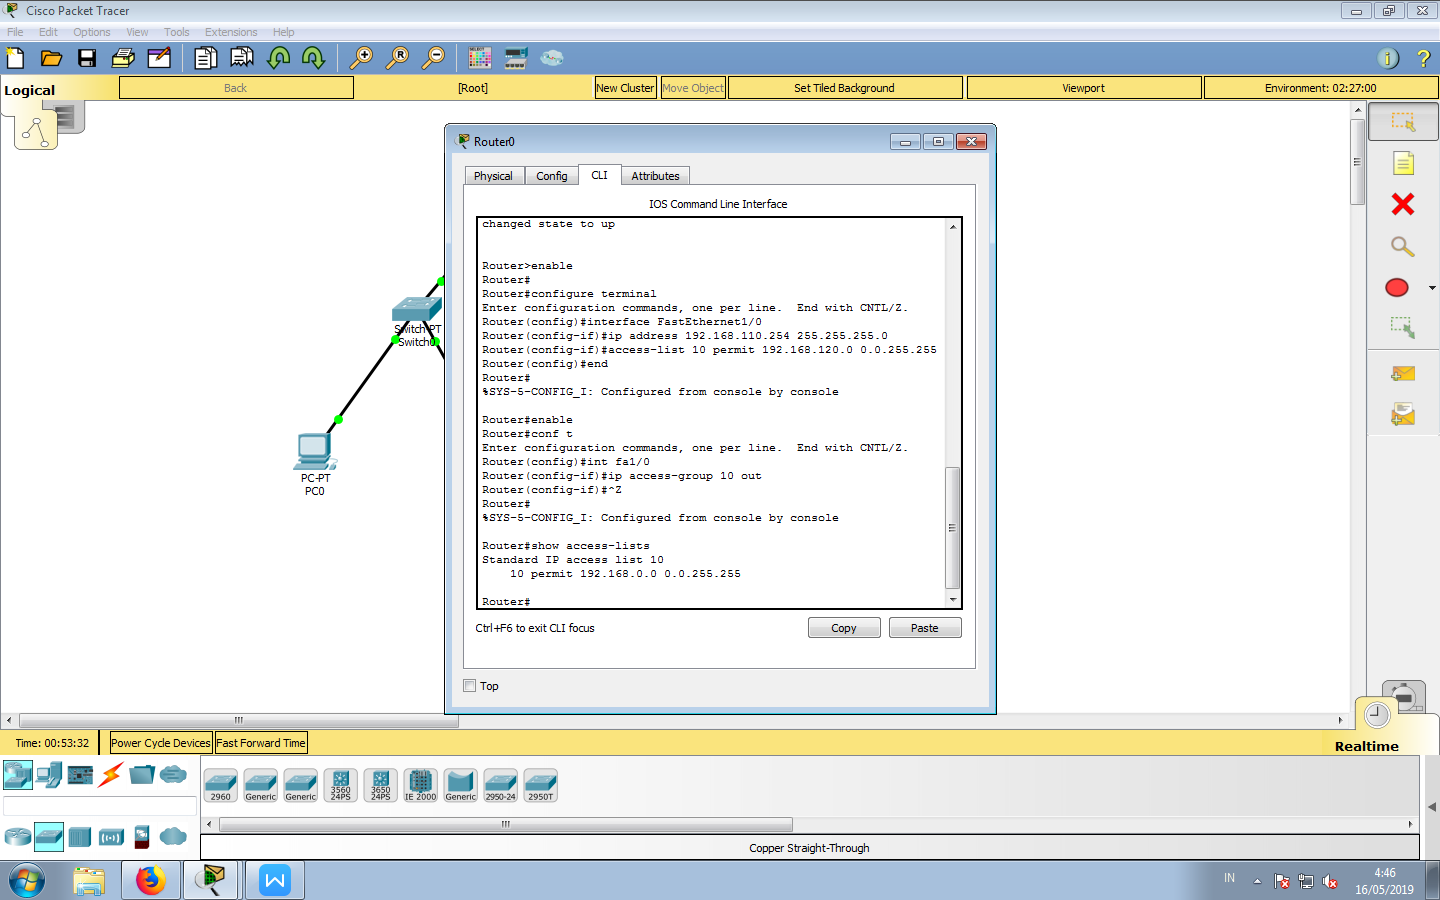 Cisco Packet Tracer
File Edit Options View Tools Extensions Help
Logical
Back
[Root]
New Cluster
Move Object
Set Tiled Background
Viewport
Environment: 02:27:00
Router0
Physical Config CLI Attributes
IOS Command Line Interface
changed state to up
Router>enable
Router#
Router#configure terminal
Enter configuration commands, one per line.  End with CNTL/Z.
Router(config)#interface FastEthernet1/0
Router(config-if)#ip address 192.168.110.254 255.255.255.0
Router(config-if)#access-list 10 permit 192.168.120.0 0.0.255.255
Router(config)#end
Router#
%SYS-5-CONFIG_I: Configured from console by console
Router#enable
Router#conf t
Enter configuration commands, one per line.  End with CNTL/Z.
Router(config)#int fa1/0
Router(config-if)#ip access-group 10 out
Router(config-if)#^Z
Router#
%SYS-5-CONFIG_I: Configured from console by console
Router#show access-lists
Standard IP access list 10
    10 permit 192.168.0.0 0.0.255.255
Router#
Ctrl+F6 to exit CLI focus
Copy
Paste
Top
Switch-PT
Switch0
PC-PT
PC0
Time: 00:53:32
Power Cycle Devices
Fast Forward Time
Realtime
2960
Generic
Generic
3560
24PS
3650
24PS
IE 2000
Generic
2950-24
2950T
Copper Straight-Through
IN
4:46
16/05/2019